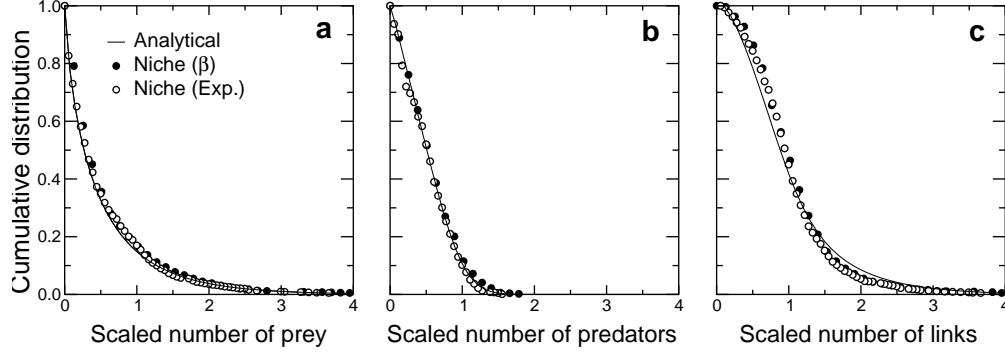 a
b
c
Analytical
Niche (β)
Niche (Exp.)
Cumulative distribution
1.0
0.8
0.6
0.4
0.2
0.0
0 1 2 3 4
0 1 2 3 4
0 1 2 3 4
Scaled number of prey
Scaled number of predators
Scaled number of links